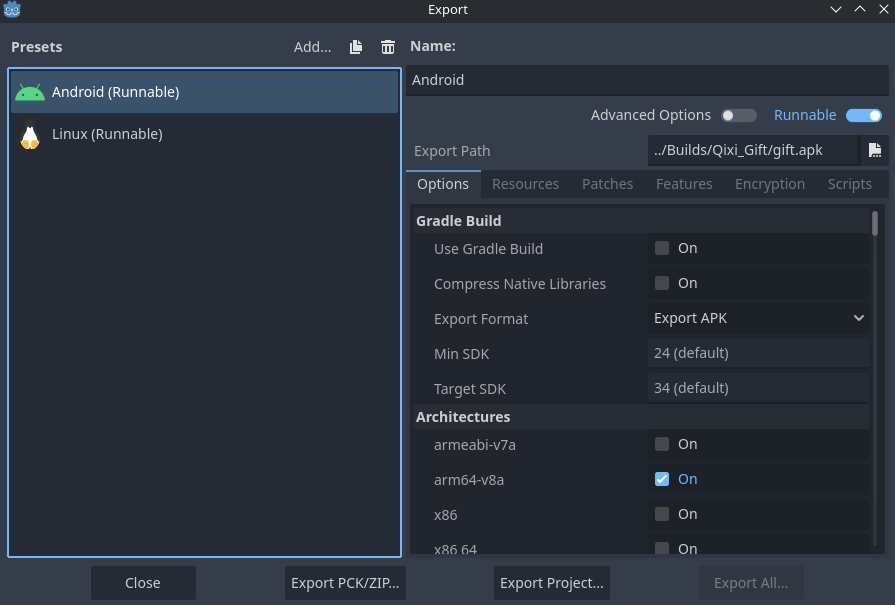 Export
Presets
Add...
Name:
Android (Runnable)
Linux (Runnable)
Android
Advanced Options
Runnable
Export Path
../Builds/Qixi_Gift/gift.apk
Options Resources Patches Features Encryption Scripts
Gradle Build
Use Gradle Build On
Compress Native Libraries On
Export Format Export APK
Min SDK 24 (default)
Target SDK 34 (default)
Architectures
armeabi-v7a On
arm64-v8a On
x86 On
x86 64 On
Close Export PCK/ZIP... Export Project... Export All...